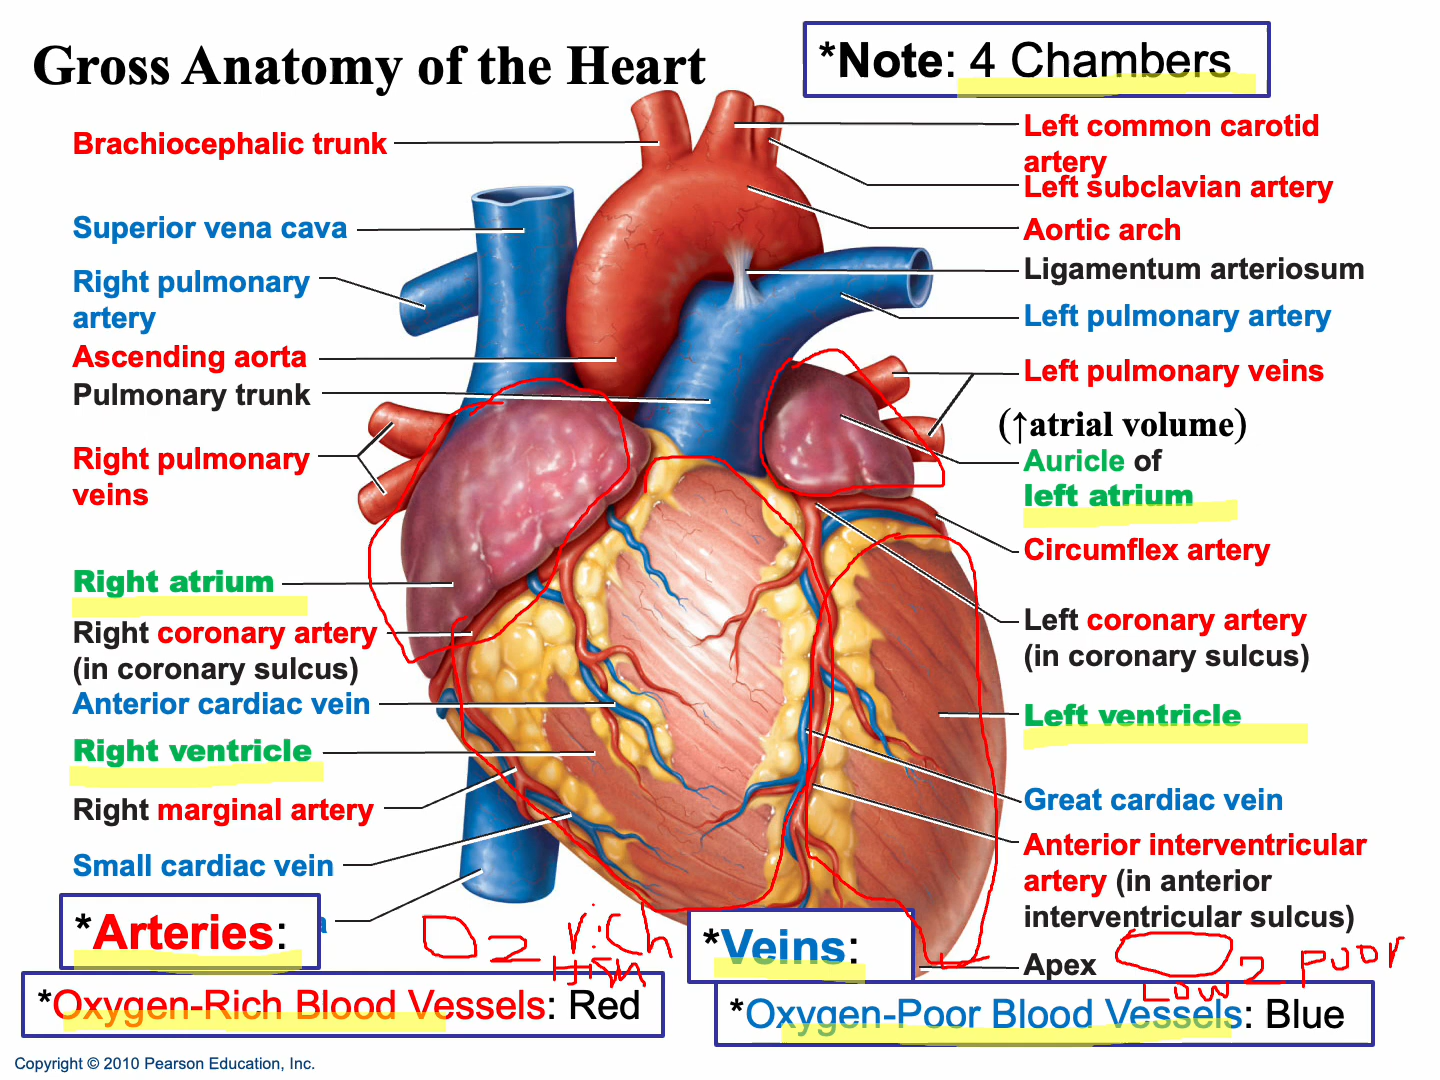 Gross Anatomy of the Heart
*Note: 4 Chambers
Brachiocephalic trunk
Superior vena cava
Right pulmonary
artery
Ascending aorta
Pulmonary trunk
Right pulmonary
veins
Right atrium
Right coronary artery
(in coronary sulcus)
Anterior cardiac vein
Right ventricle
Right marginal artery
Small cardiac vein
Left common carotid
artery
Left subclavian artery
Aortic arch
Ligamentum arteriosum
Left pulmonary artery
Left pulmonary veins
(↑atrial volume)
Auricle of
left atrium
Circumflex artery
Left coronary artery
(in coronary sulcus)
Left ventricle
Great cardiac vein
Anterior interventricular
artery (in anterior
interventricular sulcus)
Apex
*Arteries:
O2 rich
High
*Oxygen-Rich Blood Vessels: Red
*Veins:
O2 poor
Low
*Oxygen-Poor Blood Vessels: Blue
Copyright © 2010 Pearson Education, Inc.